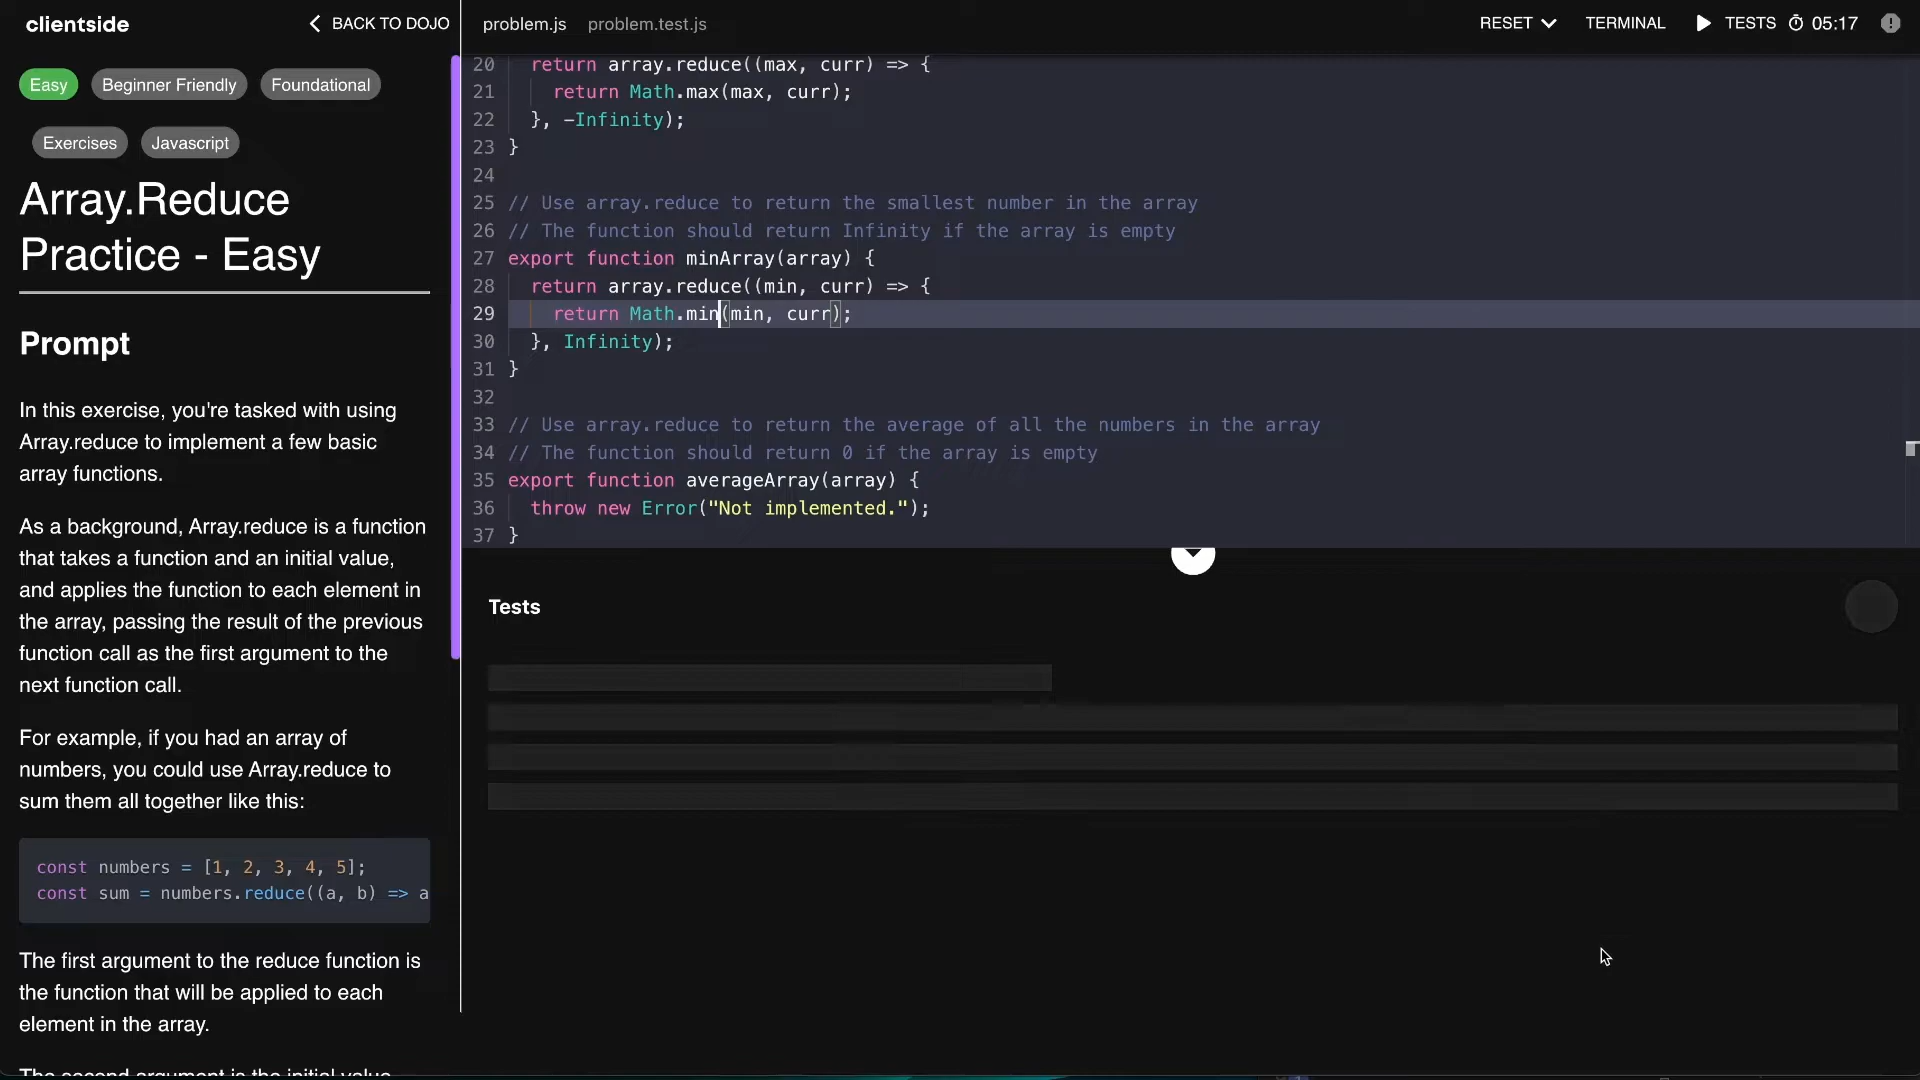 clientside
BACK TO DOJO
problem.js
problem.test.js
RESET
TERMINAL
TESTS
05:17
Easy
Beginner Friendly
Foundational
Exercises
Javascript
Array.Reduce
Practice - Easy
Prompt
In this exercise, you're tasked with using
Array.reduce to implement a few basic
array functions.
As a background, Array.reduce is a function
that takes a function and an initial value,
and applies the function to each element in
the array, passing the result of the previous
function call as the first argument to the
next function call.
For example, if you had an array of
numbers, you could use Array.reduce to
sum them all together like this:
const numbers = [1, 2, 3, 4, 5];
const sum = numbers.reduce((a, b) => a
The first argument to the reduce function is
the function that will be applied to each
element in the array.
The second argument is the initial value
20 return array.reduce((max, curr) => {
21 return Math.max(max, curr);
22 }, -Infinity);
23 }
24
25 // Use array.reduce to return the smallest number in the array
26 // The function should return Infinity if the array is empty
27 export function minArray(array) {
28 return array.reduce((min, curr) => {
29 return Math.min(min, curr);
30 }, Infinity);
31 }
32
33 // Use array.reduce to return the average of all the numbers in the array
34 // The function should return 0 if the array is empty
35 export function averageArray(array) {
36 throw new Error("Not implemented.");
37 }
Tests